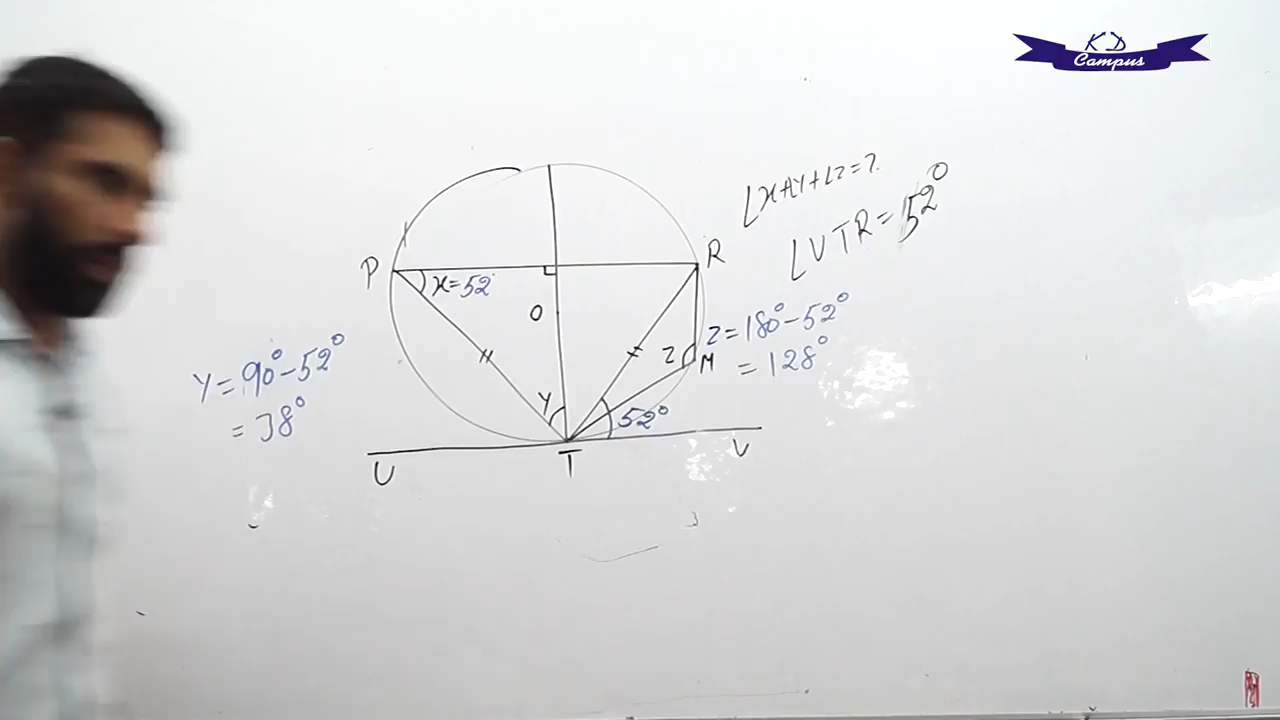 KD
Campus
∠x+∠y+∠z=?
∠VTR=52°
P
R
x=52°
O
z=180°-52°
=128°
z
M
y=90°-52°
=38°
y
52°
U
T
V